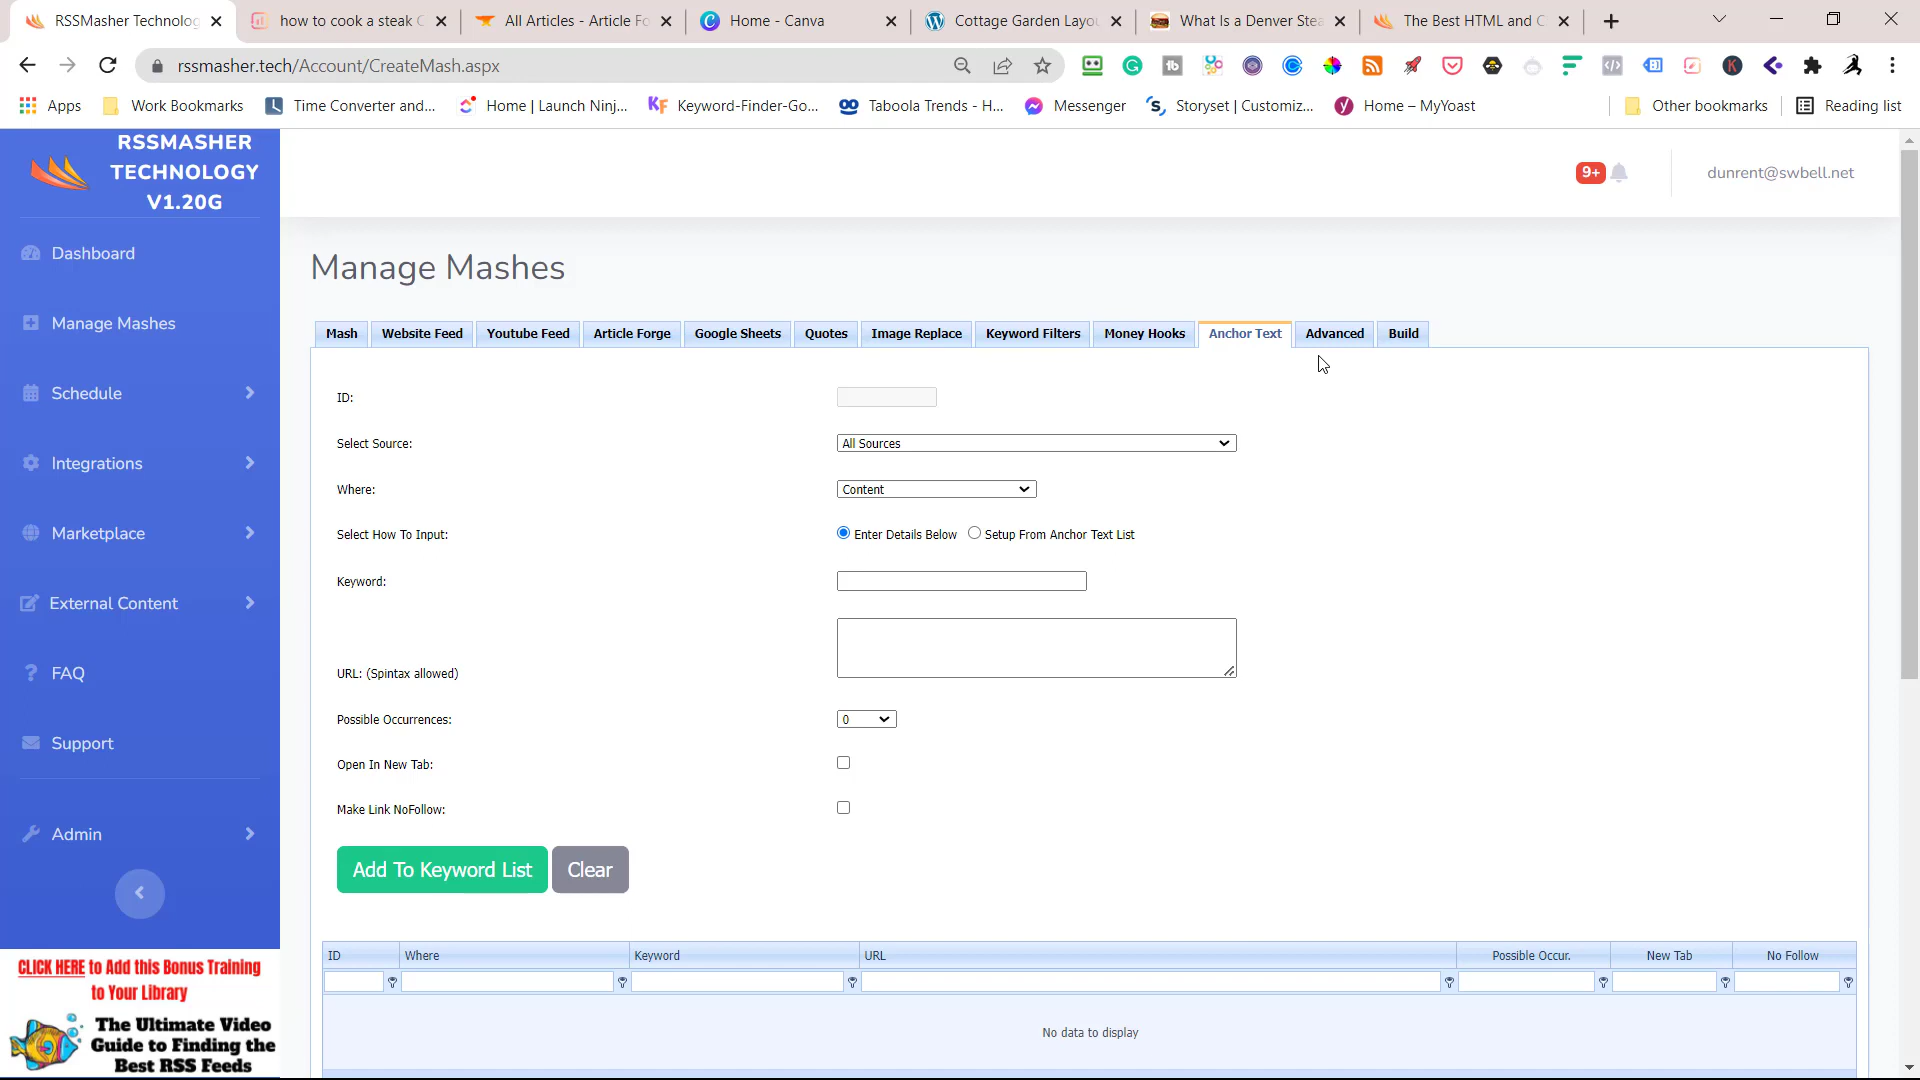 RSSMasher Technolog
how to cook a steak C
All Articles - Article Fo
Home - Canva
Cottage Garden Layou
What Is a Denver Stea
The Best HTML and C
rssmasher.tech/Account/CreateMash.aspx
Apps
Work Bookmarks
Time Converter and...
Home | Launch Ninj...
Keyword-Finder-Go...
Taboola Trends - H...
Messenger
Storyset | Customiz...
Home – MyYoast
Other bookmarks
Reading list
RSSMASHER
TECHNOLOGY
V1.20G
9+
dunrent@swbell.net
Dashboard
Manage Mashes
Schedule
Integrations
Marketplace
External Content
FAQ
Support
Admin
CLICK HERE to Add this Bonus Training
to Your Library
The Ultimate Video
Guide to Finding the
Best RSS Feeds
Manage Mashes
Mash
Website Feed
Youtube Feed
Article Forge
Google Sheets
Quotes
Image Replace
Keyword Filters
Money Hooks
Anchor Text
Advanced
Build
ID:
Select Source:
All Sources
Where:
Content
Select How To Input:
Enter Details Below
Setup From Anchor Text List
Keyword:
URL: (Spintax allowed)
Possible Occurrences:
0
Open In New Tab:
Make Link NoFollow:
Add To Keyword List
Clear
ID
Where
Keyword
URL
Possible Occur.
New Tab
No Follow
No data to display